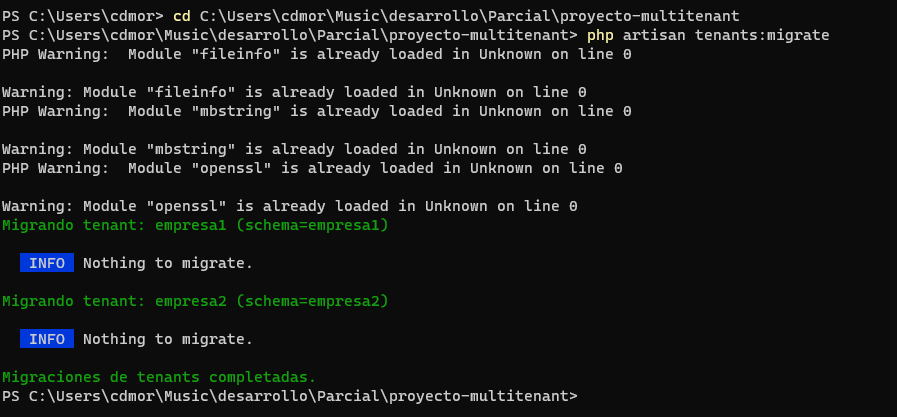 PS C:\Users\cdmor> cd C:\Users\cdmor\Music\desarrollo\Parcial\proyecto-multitenant
PS C:\Users\cdmor\Music\desarrollo\Parcial\proyecto-multitenant> php artisan tenants:migrate
PHP Warning:  Module "fileinfo" is already loaded in Unknown on line 0
Warning: Module "fileinfo" is already loaded in Unknown on line 0
PHP Warning:  Module "mbstring" is already loaded in Unknown on line 0
Warning: Module "mbstring" is already loaded in Unknown on line 0
PHP Warning:  Module "openssl" is already loaded in Unknown on line 0
Warning: Module "openssl" is already loaded in Unknown on line 0
Migrando tenant: empresa1 (schema=empresa1)
INFO  Nothing to migrate.
Migrando tenant: empresa2 (schema=empresa2)
INFO  Nothing to migrate.
Migraciones de tenants completadas.
PS C:\Users\cdmor\Music\desarrollo\Parcial\proyecto-multitenant>